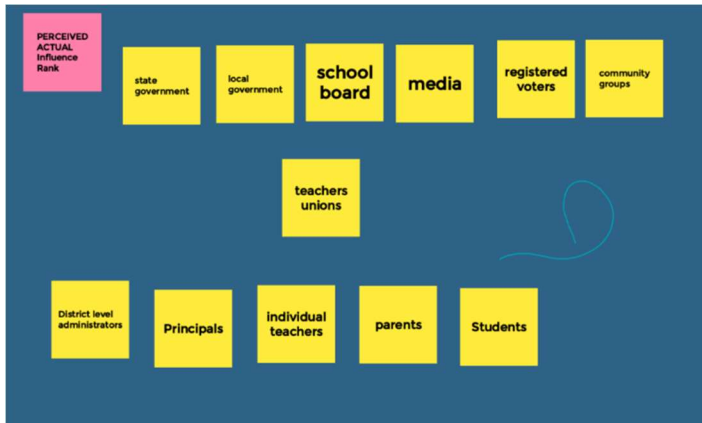 PERCEIVED
ACTUAL
Influence
Rank
state
government
local
government
school
board
media
registered
voters
community
groups
teachers
unions
District level
administrators
Principals
individual
teachers
parents
Students